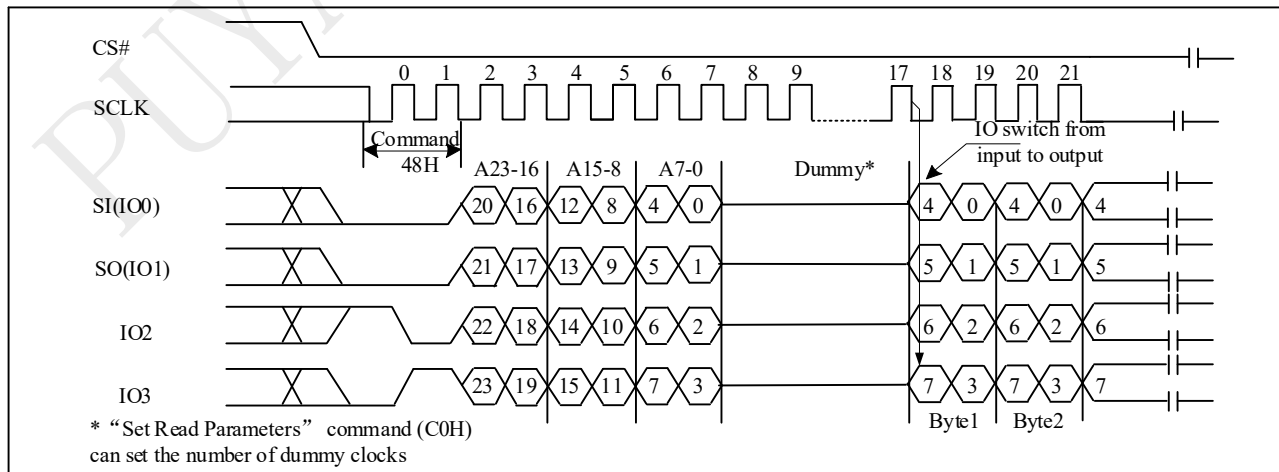 PUYA
CS#
0 1 2 3 4 5 6 7 8 9 17 18 19 20 21
SCLK
Command
48H
IO switch from
input to output
A23-16 A15-8 A7-0 Dummy*
SI(IO0) 20 16 12 8 4 0 4 0 4 0 4
SO(IO1) 21 17 13 9 5 1 5 1 5 1 5
IO2 22 18 14 10 6 2 6 2 6 2 6
IO3 23 19 15 11 7 3 7 3 7 3 7
Byte1 Byte2
* “Set Read Parameters” command (C0H)
can set the number of dummy clocks